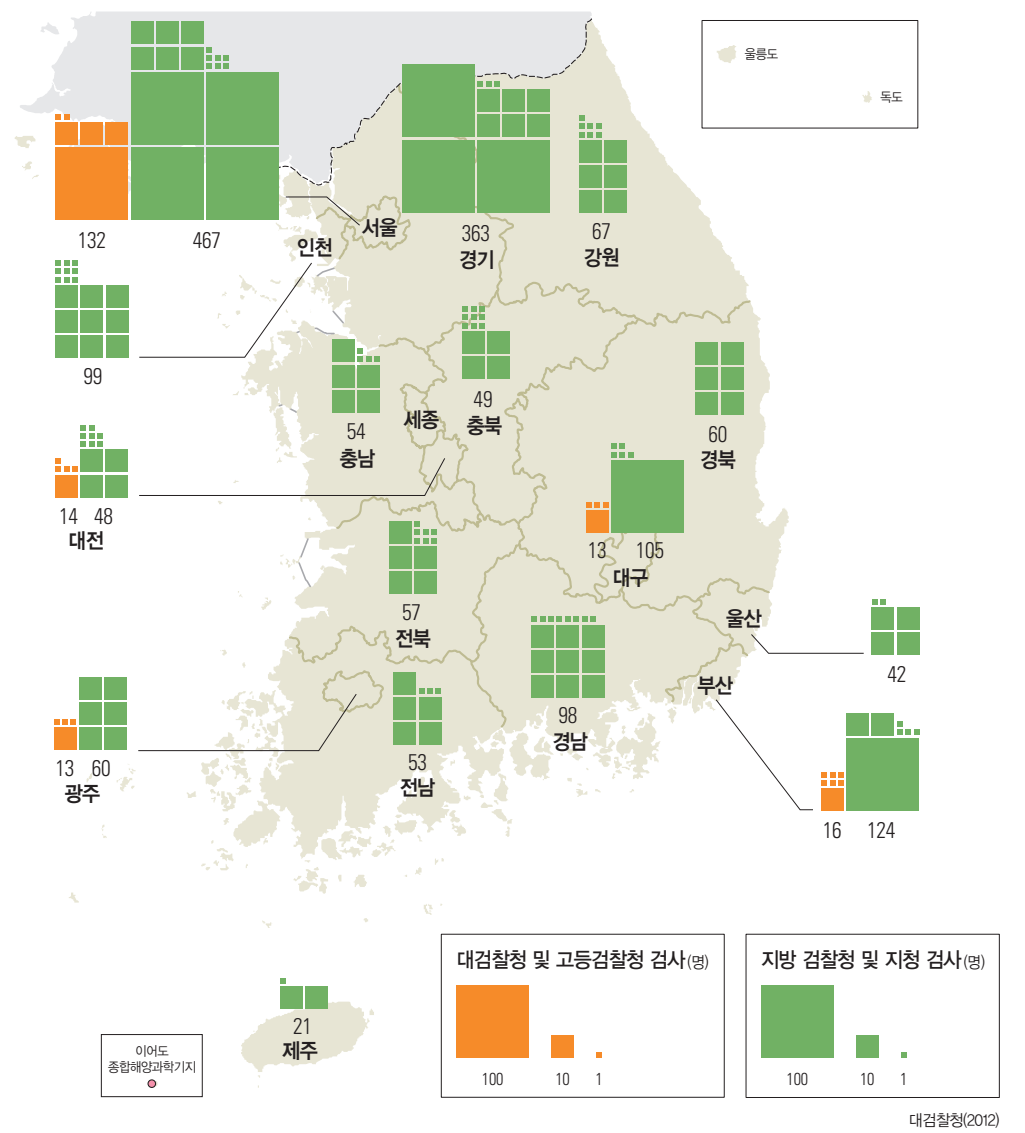 울릉도
독도
132
467
서울
인천
363
경기
67
강원
99
54
충남
세종
49
충북
60
경북
14
48
대전
13
105
대구
57
전북
울산
42
98
경남
부산
13
60
광주
53
전남
16
124
21
제주
이어도
종합해양과학기지
대검찰청 및 고등검찰청 검사(명)
100
10
1
지방 검찰청 및 지청 검사(명)
100
10
1
대검찰청(2012)